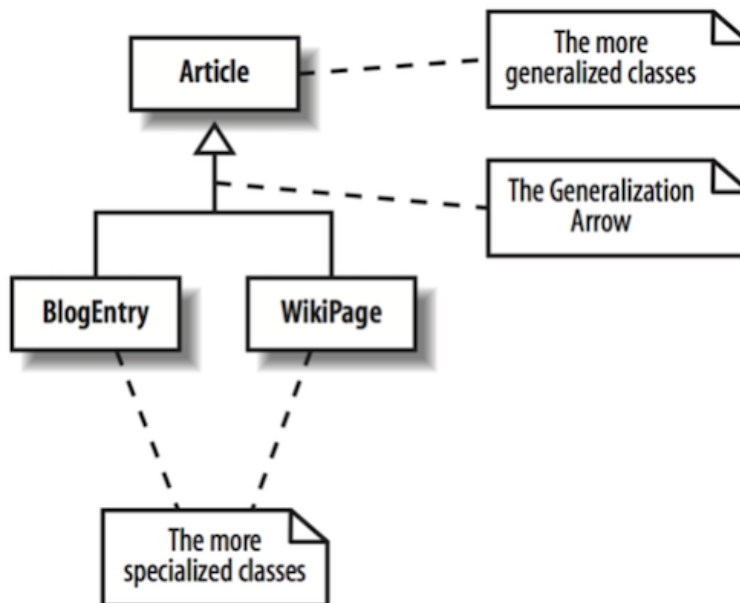 Article
The more
generalized classes
The Generalization
Arrow
BlogEntry
WikiPage
The more
specialized classes